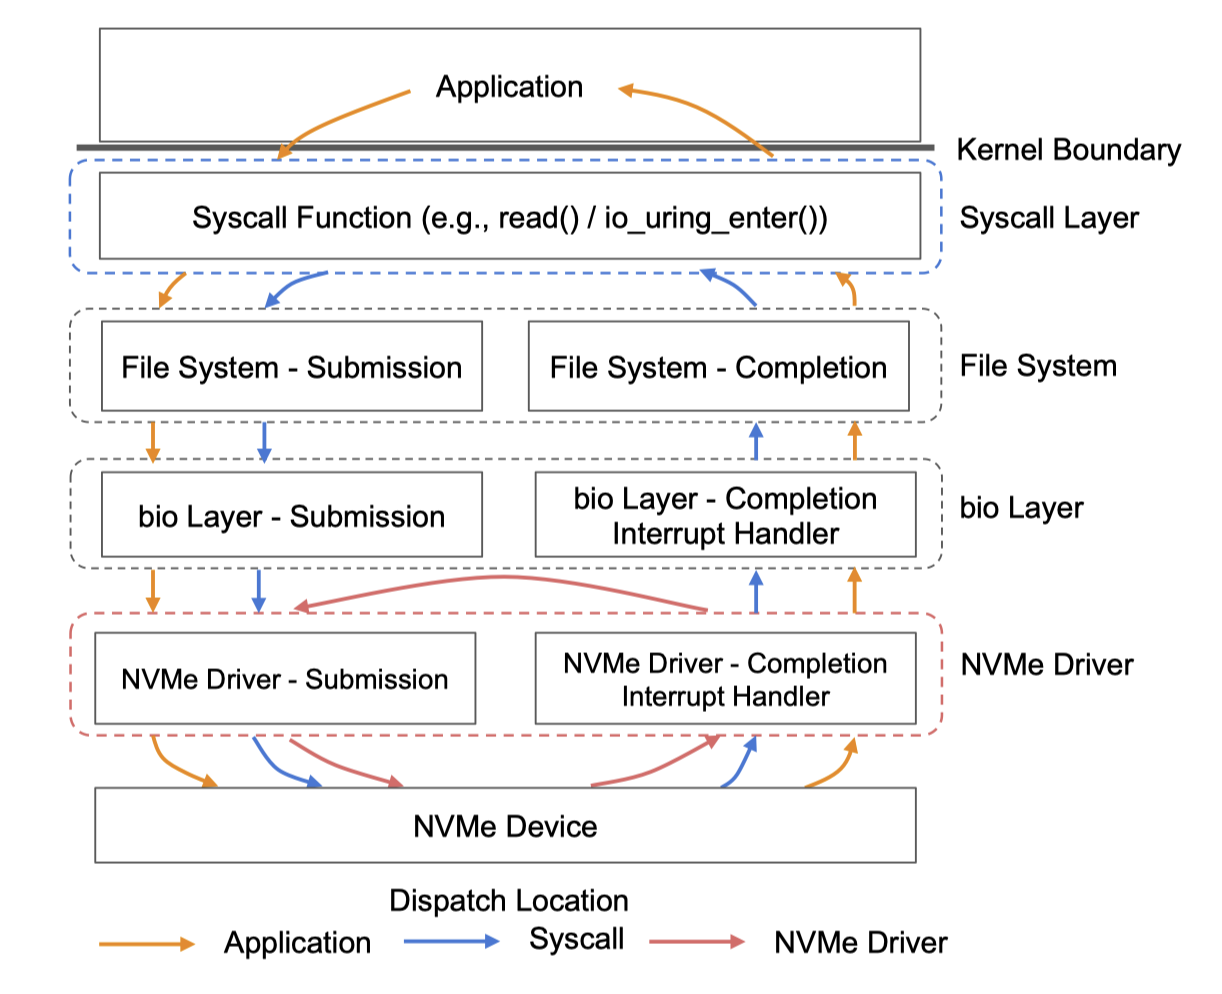 Application
Kernel Boundary
Syscall Function (e.g., read() / io_uring_enter())
Syscall Layer
File System - Submission
File System - Completion
File System
bio Layer - Submission
bio Layer - Completion
Interrupt Handler
bio Layer
NVMe Driver - Submission
NVMe Driver - Completion
Interrupt Handler
NVMe Driver
NVMe Device
Dispatch Location
Application
Syscall
NVMe Driver